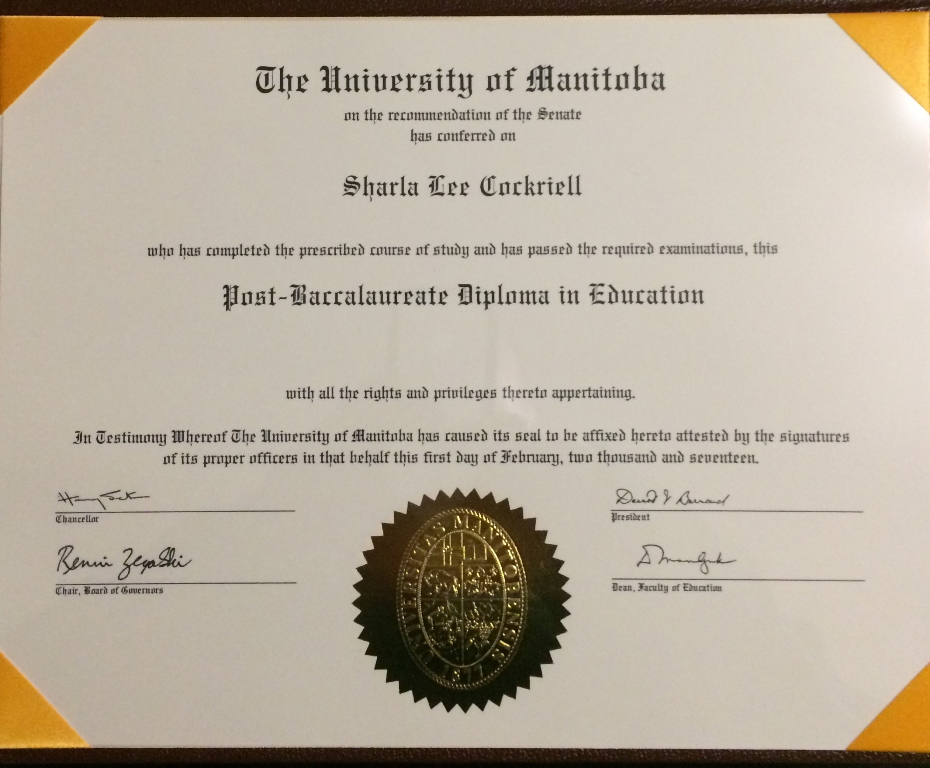 The University of Manitoba
on the recommendation of the Senate
has conferred on
Sharla Lee Cockriell
who has completed the prescribed course of study and has passed the required examinations, this
Post-Baccalaureate Diploma in Education
with all the rights and privileges thereto appertaining.
In Testimony Whereof The University of Manitoba has caused its seal to be affixed hereto attested by the signatures
of its proper officers in that behalf this first day of February, two thousand and seventeen.
Chancellor
President
Chair, Board of Governors
Dean, Faculty of Education
UNIVERSITAS MANITOBENSIS
1877